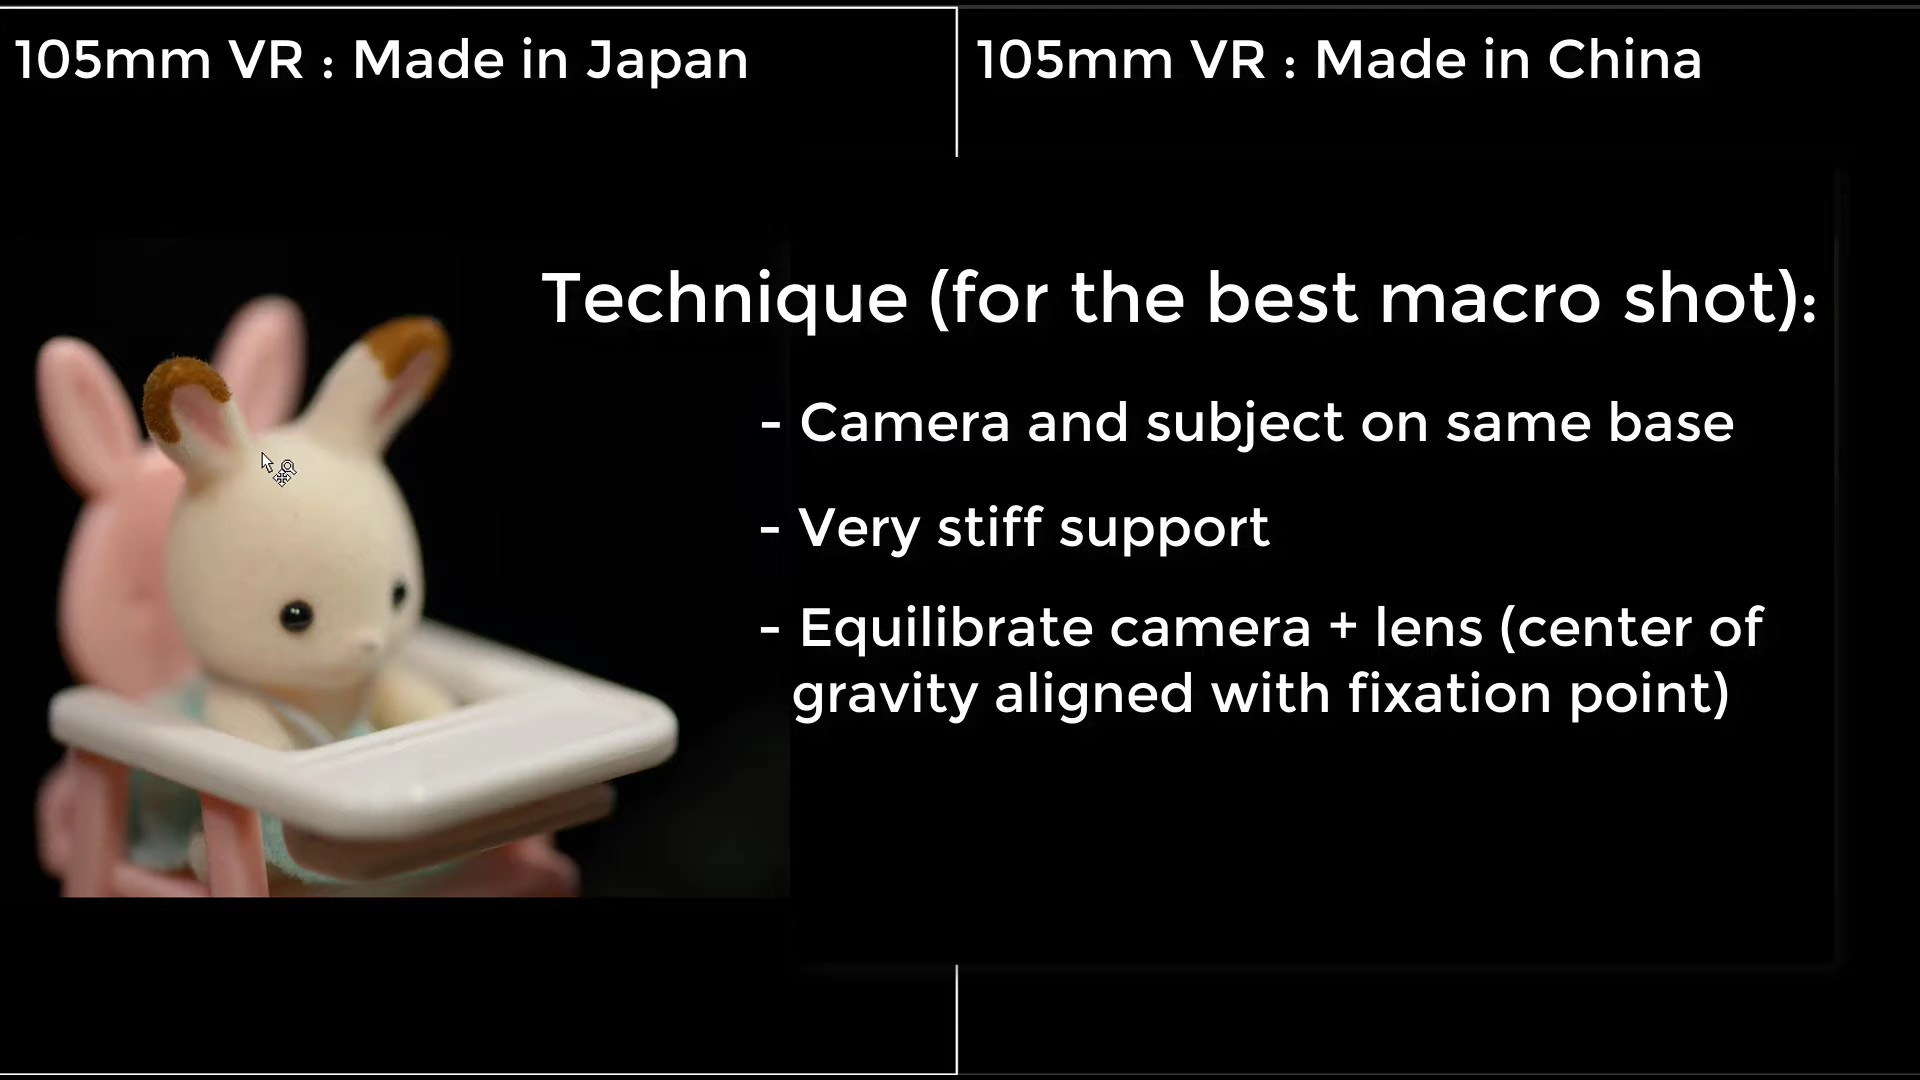 105mm VR : Made in Japan
105mm VR : Made in China
Technique (for the best macro shot):
- Camera and subject on same base
- Very stiff support
- Equilibrate camera + lens (center of
gravity aligned with fixation point)